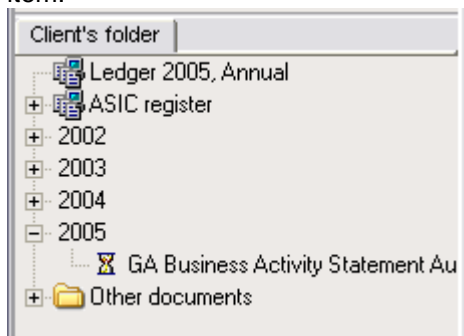 item.
Client's folder
Ledger 2005, Annual
ASIC register
2002
2003
2004
2005
GA Business Activity Statement Au
Other documents